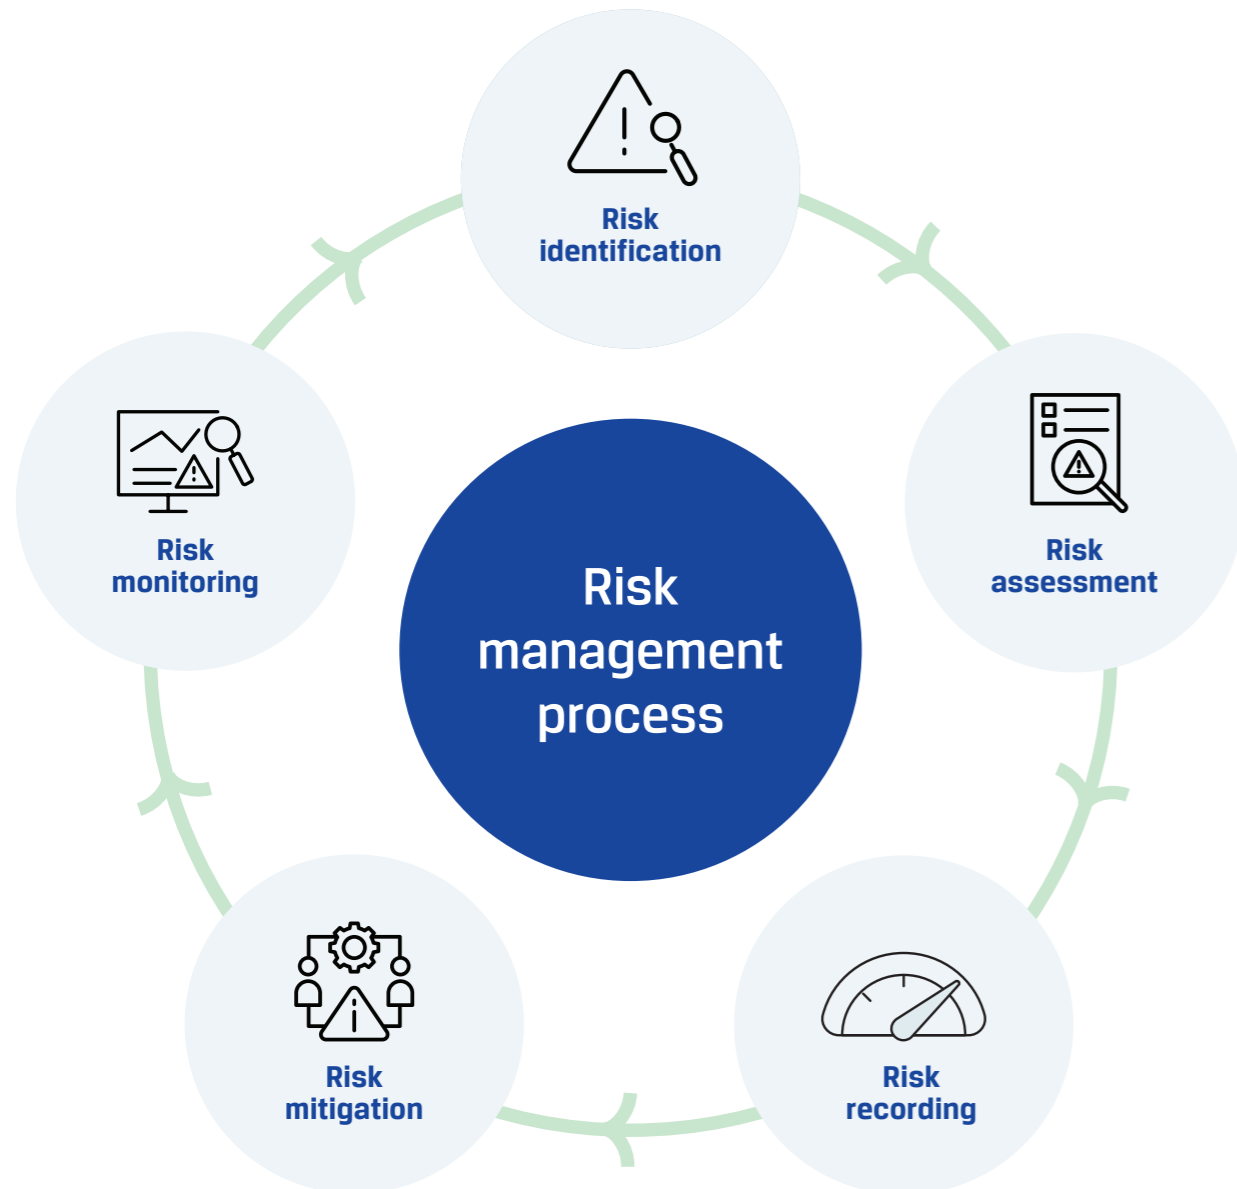 Risk
identification
Risk
assessment
Risk
recording
Risk
mitigation
Risk
monitoring
Risk
management
process